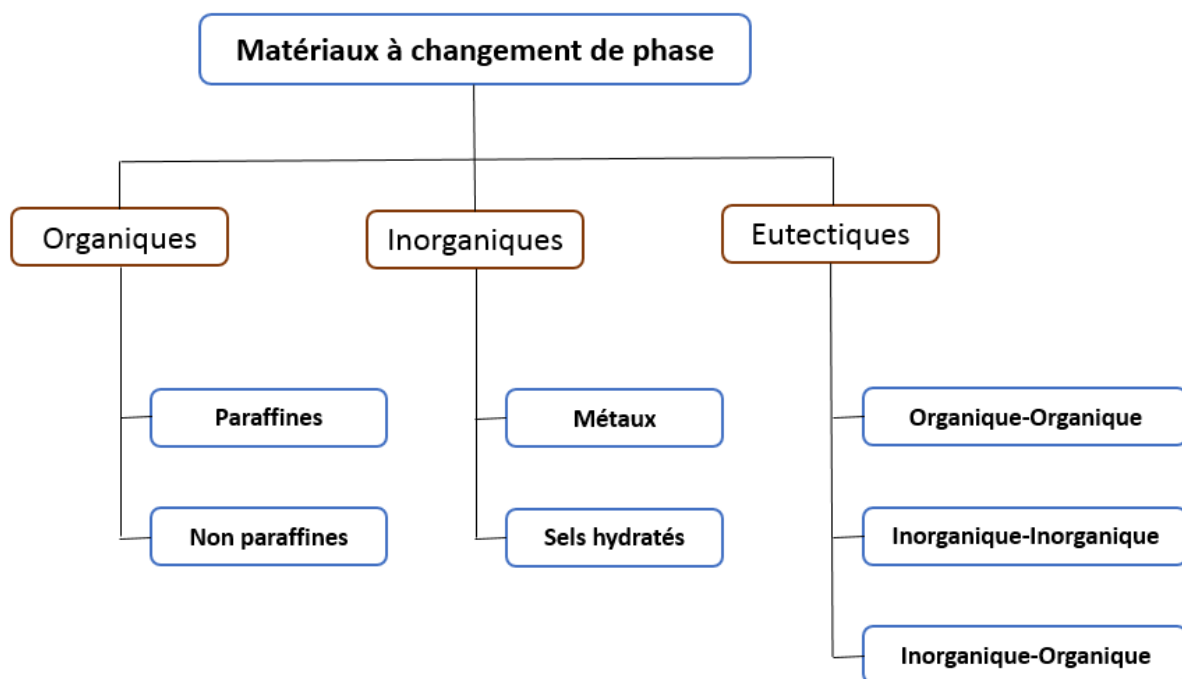 Matériaux à changement de phase
Organiques
Inorganiques
Eutectiques
Paraffines
Métaux
Organique-Organique
Non paraffines
Sels hydratés
Inorganique-Inorganique
Inorganique-Organique